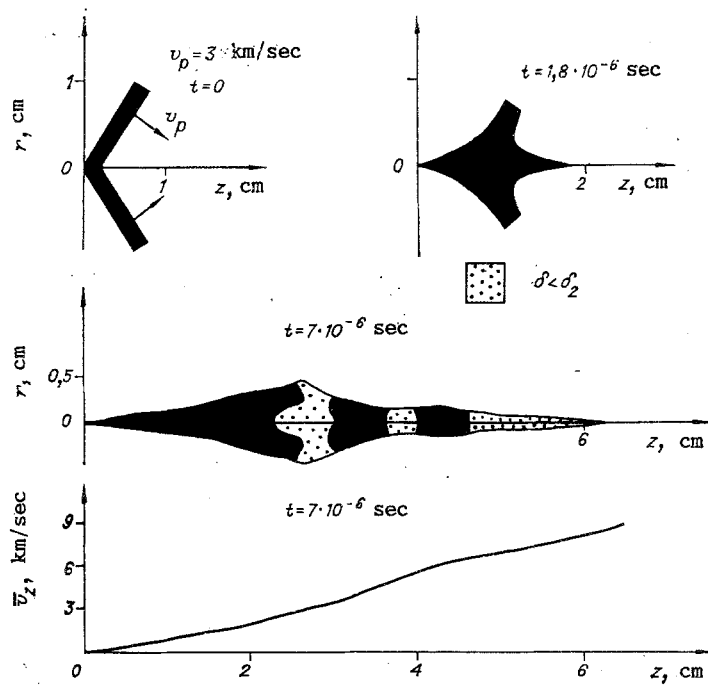 v_p = 3 km/sec
t=0
v_p
r, cm
1
0
1
z, cm
t=1,8·10⁻⁶ sec
0
2
z, cm
δ<δ₂
t=7·10⁻⁶ sec
r, cm
0,5
0
6
z, cm
t=7·10⁻⁶ sec
v̅_z, km/sec
9
6
3
0
2
4
6
z, cm